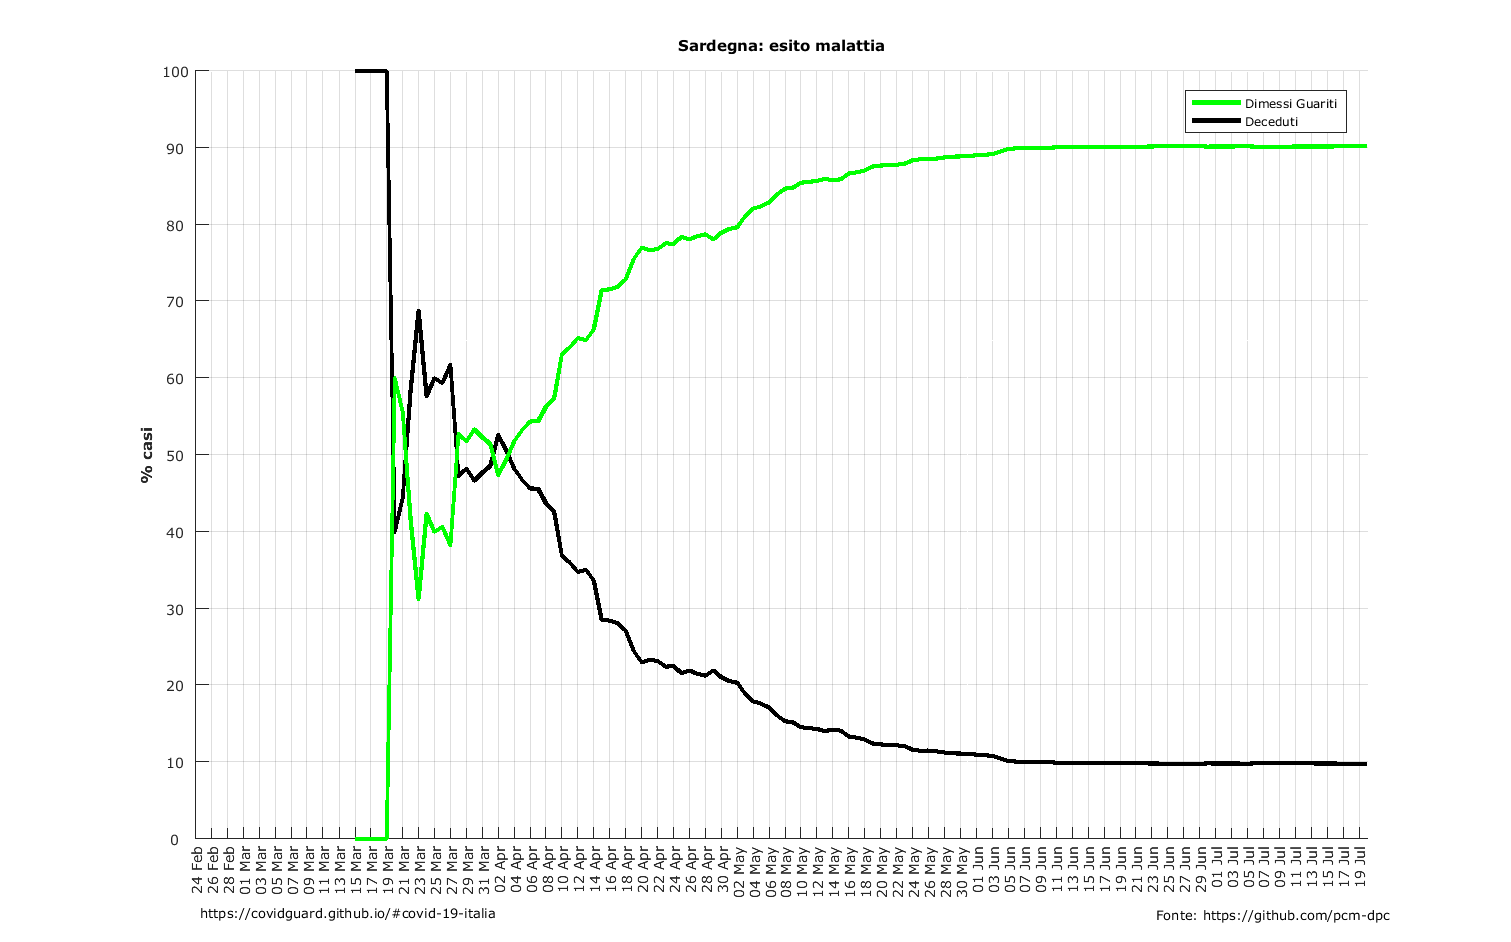 Sardegna: esito malattia
Dimessi Guariti
Deceduti
% casi
100
90
80
70
60
50
40
30
20
10
0
24 Feb
26 Feb
28 Feb
01 Mar
03 Mar
05 Mar
07 Mar
09 Mar
11 Mar
13 Mar
15 Mar
17 Mar
19 Mar
21 Mar
23 Mar
25 Mar
27 Mar
29 Mar
31 Mar
02 Apr
04 Apr
06 Apr
08 Apr
10 Apr
12 Apr
14 Apr
16 Apr
18 Apr
20 Apr
22 Apr
24 Apr
26 Apr
28 Apr
30 Apr
02 May
04 May
06 May
08 May
10 May
12 May
14 May
16 May
18 May
20 May
22 May
24 May
26 May
28 May
30 May
01 Jun
03 Jun
05 Jun
07 Jun
09 Jun
11 Jun
13 Jun
15 Jun
17 Jun
19 Jun
21 Jun
23 Jun
25 Jun
27 Jun
29 Jun
01 Jul
03 Jul
05 Jul
07 Jul
09 Jul
11 Jul
13 Jul
15 Jul
17 Jul
19 Jul
https://covidguard.github.io/#covid-19-italia
Fonte: https://github.com/pcm-dpc